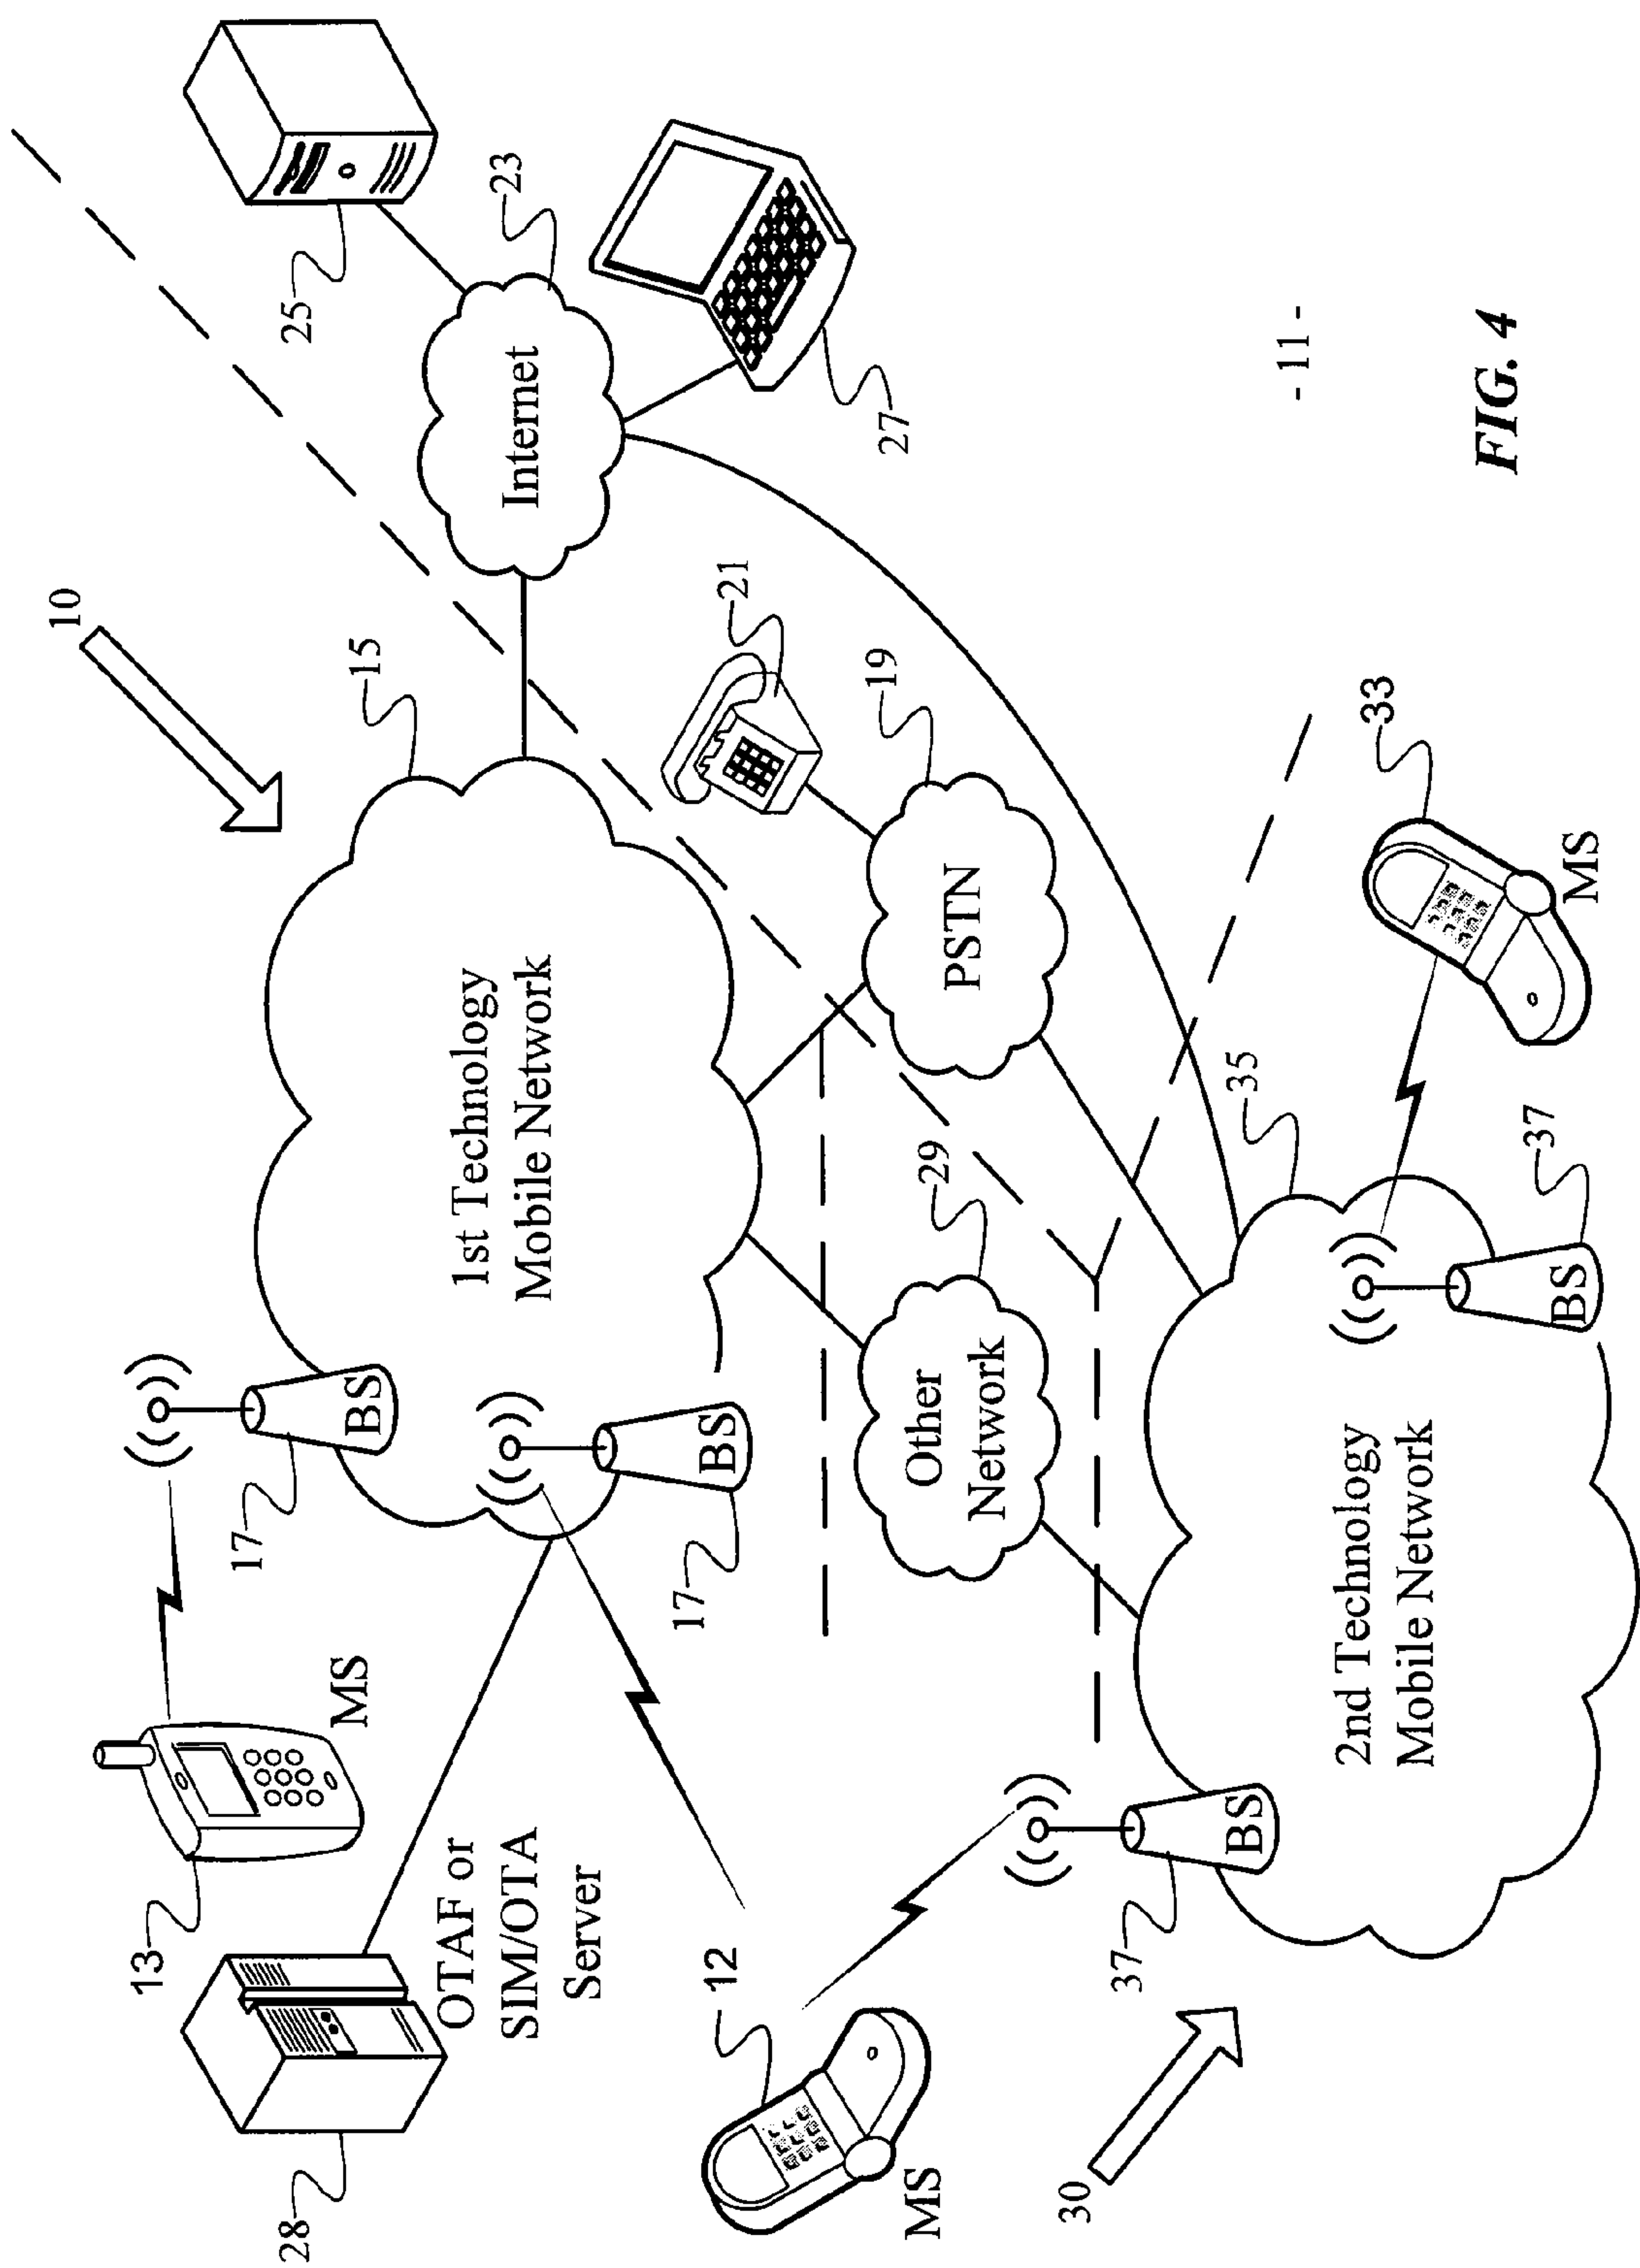 10
28
13
MS
OTAF or
SIM/OTA
Server
17
BS
17
BS
15
1st Technology
Mobile Network
25
Internet
23
27
21
19
PSTN
29
Other
Network
12
MS
30
37
BS
2nd Technology
Mobile Network
35
37
BS
33
MS
- 11 -
FIG. 4